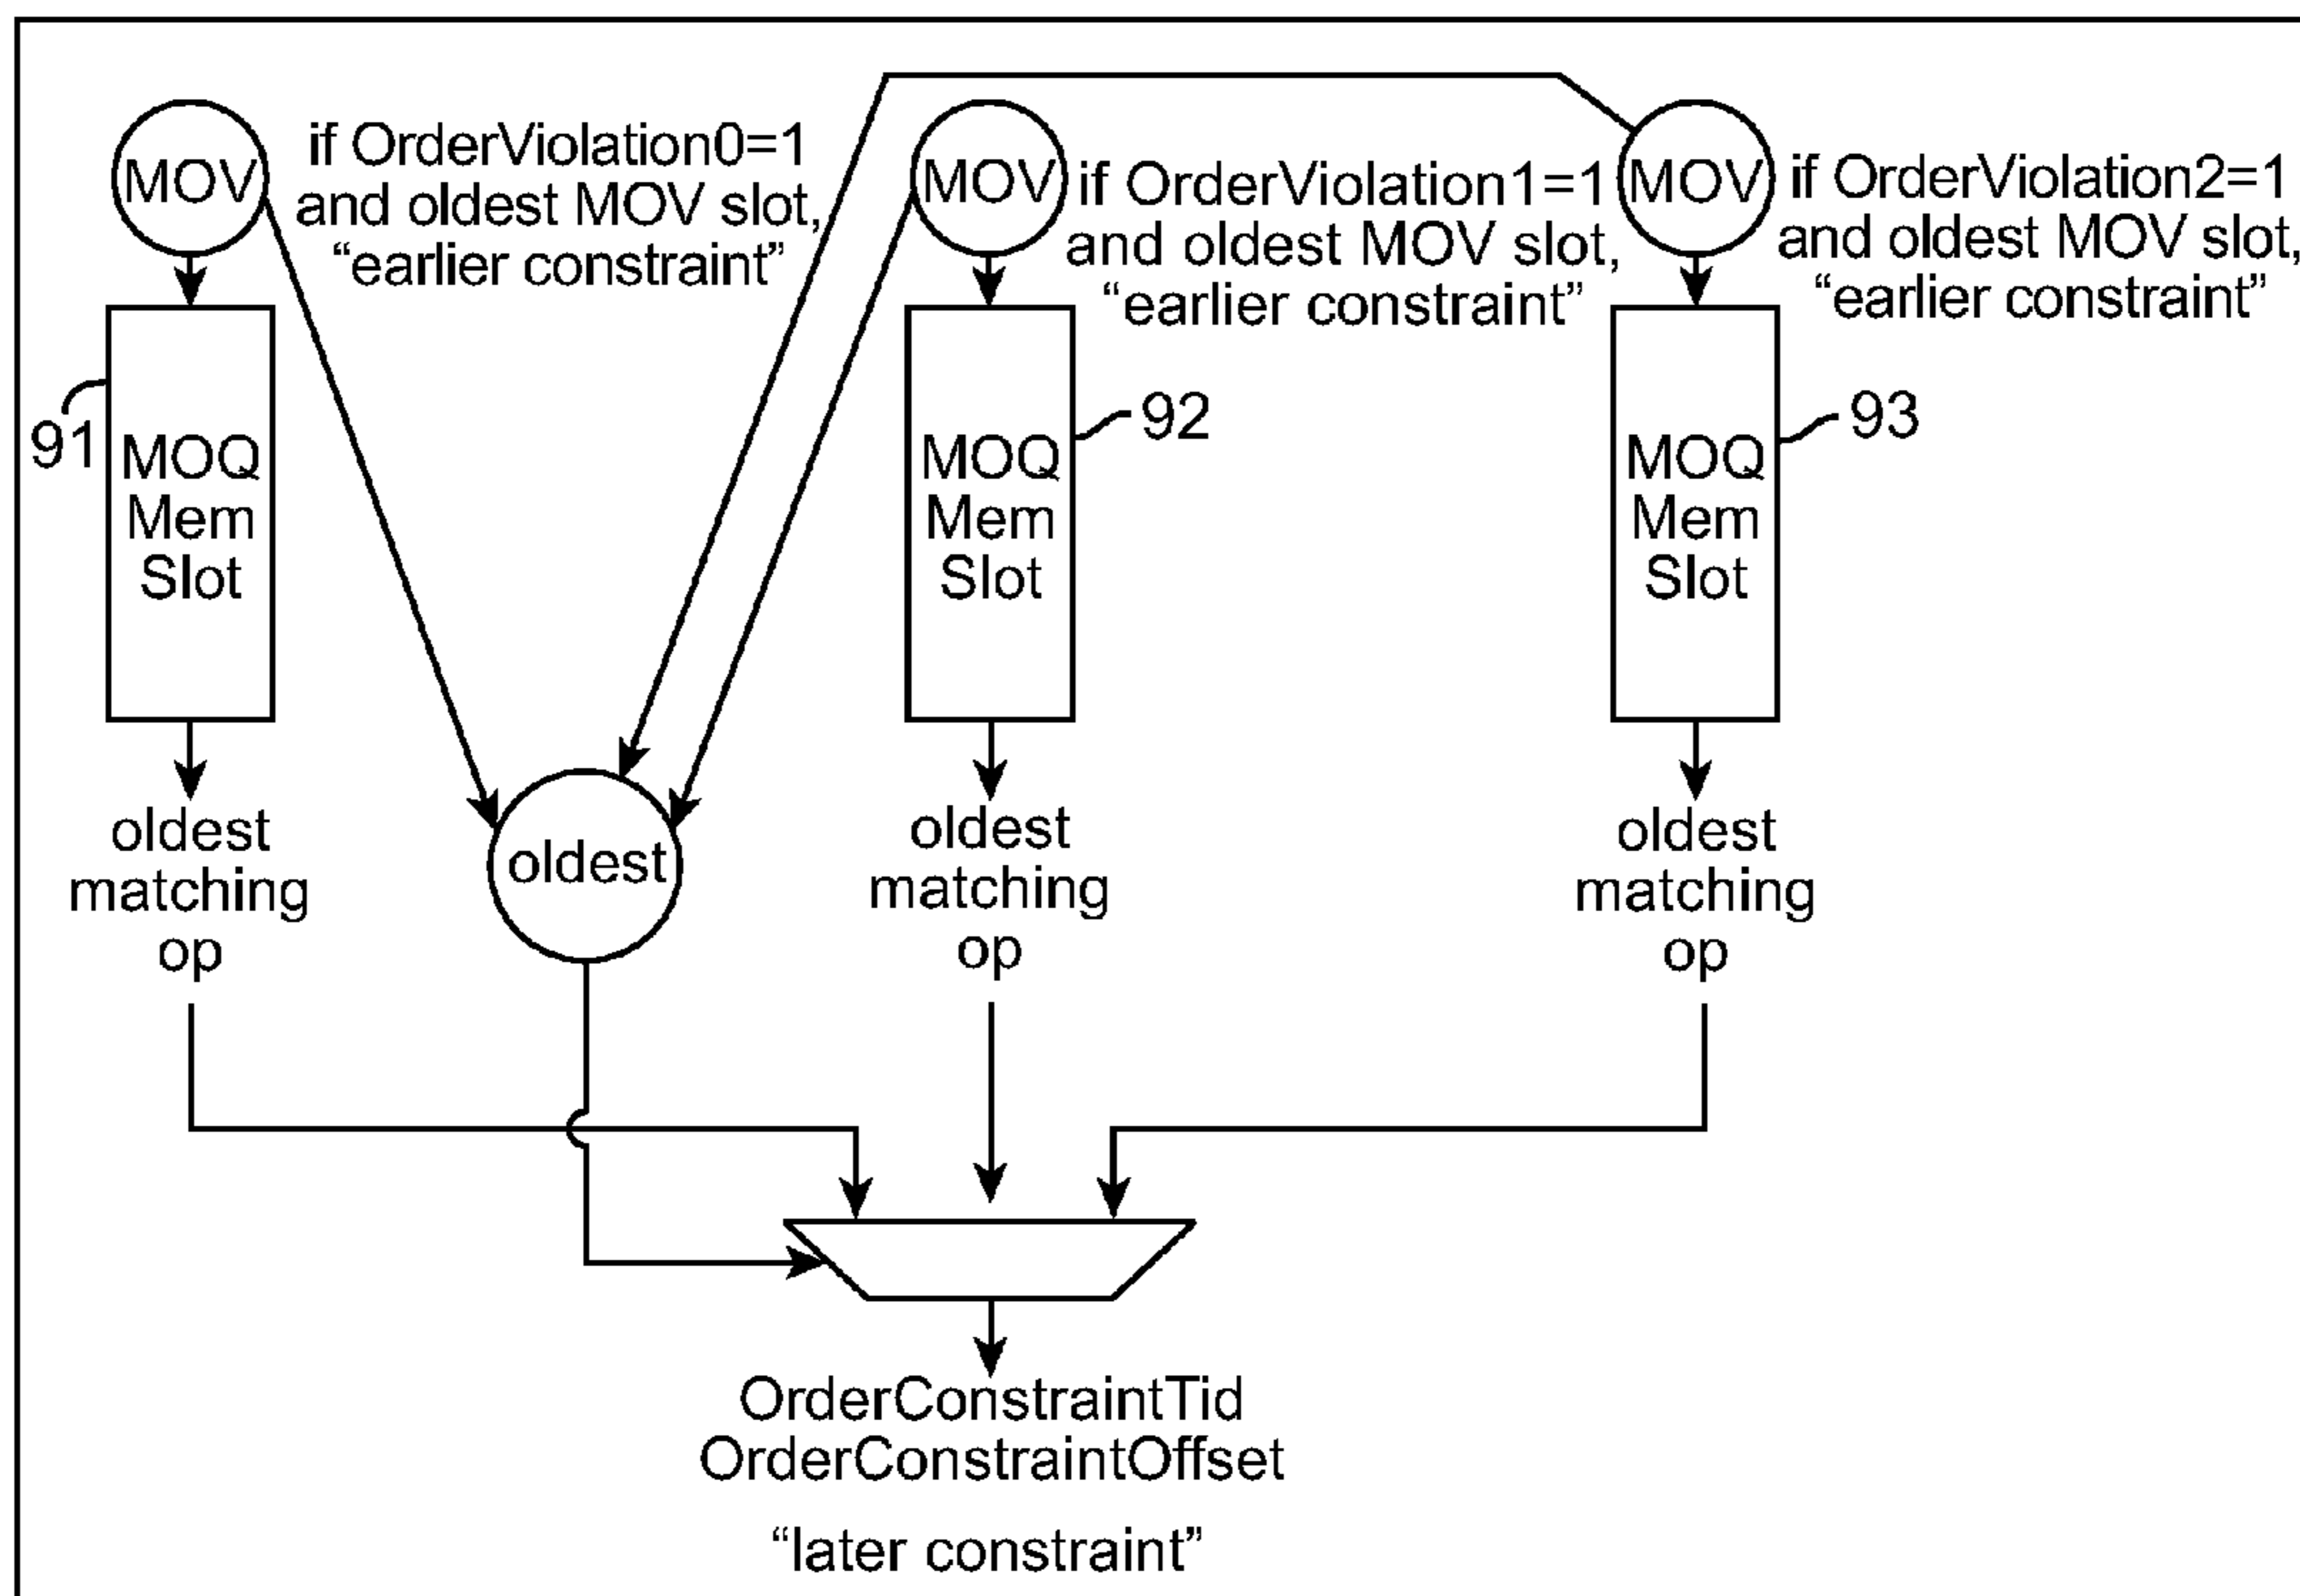 MOV
if OrderViolation0=1
and oldest MOV slot,
“earlier constraint”
MOV
if OrderViolation1=1
and oldest MOV slot,
“earlier constraint”
MOV
if OrderViolation2=1
and oldest MOV slot,
“earlier constraint”
91
MOQ
Mem
Slot
92
MOQ
Mem
Slot
93
MOQ
Mem
Slot
oldest
matching
op
oldest
oldest
matching
op
oldest
matching
op
OrderConstraintTid
OrderConstraintOffset
“later constraint”